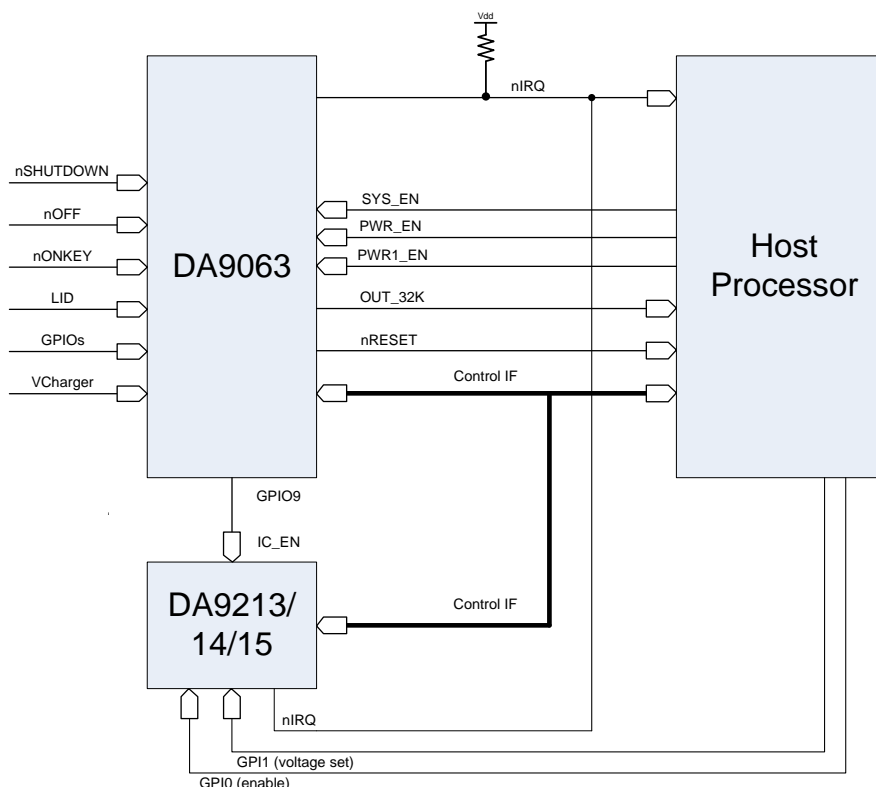 Vdd
nIRQ
nSHUTDOWN
nOFF
nONKEY
LID
GPIOs
VCharger
DA9063
SYS_EN
PWR_EN
PWR1_EN
OUT_32K
nRESET
Control IF
Host
Processor
GPIO9
IC_EN
DA9213/
14/15
Control IF
nIRQ
GPI1 (voltage set)
GPI0 (enable)